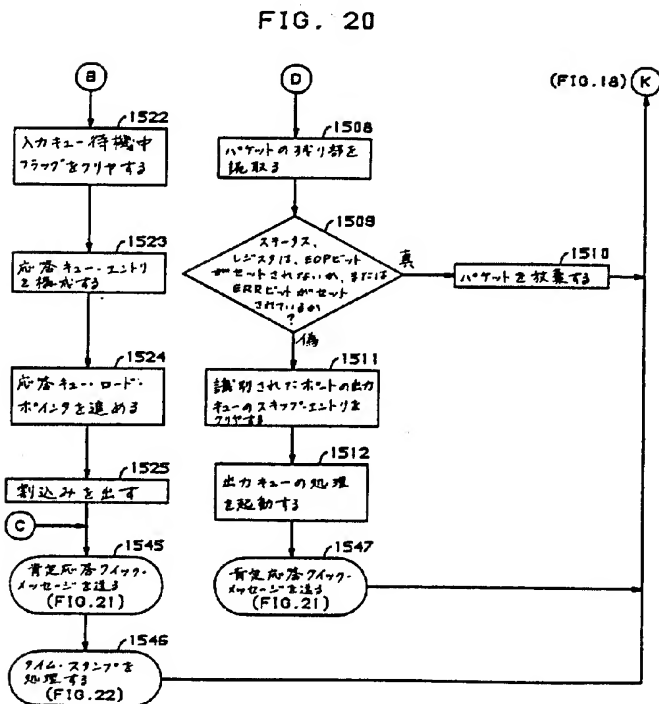 FIG. 20
B
1522
入力キュー待機中
フラッグをクリヤする
1523
応答キュー・エントリ
を構成する
1524
応答キュー・ロード・
ポインタを進める
1525
割込みを出す
C
1545
肯定応答クイック・
メッセージを送る
(FIG.21)
1546
タイム・スタンプを
処理する
(FIG.22)
D
1508
パケットの残り部を
読取る
1509
ステータス、
レジスタは、EOPビット
がセットされないか、または
ERRビットがセット
されているか
?
真
偽
1510
パケットを放棄する
1511
識別されたポートの出力
キューのスキップ・エントリを
クリヤする
1512
出力キューの処理
を起動する
1547
肯定応答クイック・
メッセージを送る
(FIG.21)
(FIG.18) K